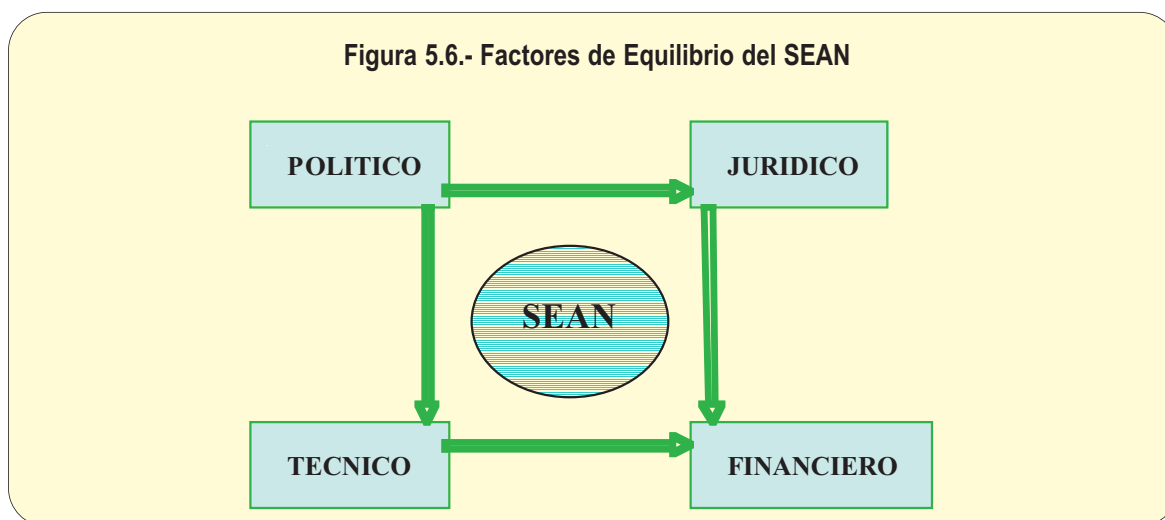 Figura 5.6.- Factores de Equilibrio del SEAN
POLITICO
JURIDICO
SEAN
TECNICO
FINANCIERO